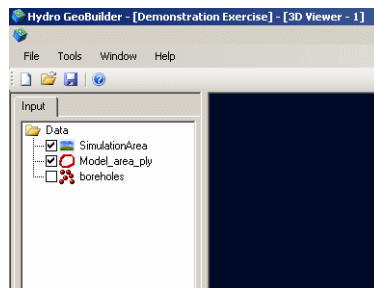 Hydro GeoBuilder - [Demonstration Exercise] - [3D Viewer - 1]
File Tools Window Help
Input
Data
SimulationArea
Model_area_ply
boreholes